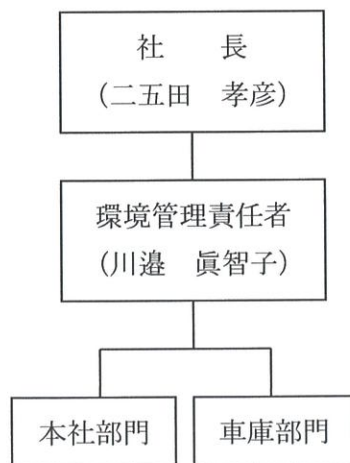 社　　長
（二五田　孝彦）
環境管理責任者
（川邉　眞智子）
本社部門
車庫部門